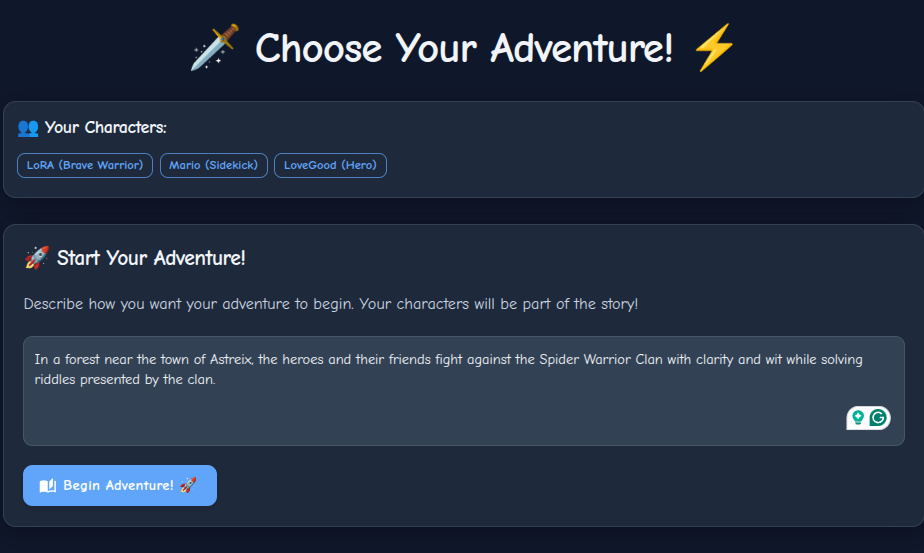 Choose Your Adventure!
Your Characters:
LoRA (Brave Warrior) Mario (Sidekick) LoveGood (Hero)
Start Your Adventure!
Describe how you want your adventure to begin. Your characters will be part of the story!
In a forest near the town of Astreix, the heroes and their friends fight against the Spider Warrior Clan with clarity and wit while solving
riddles presented by the clan.
Begin Adventure!